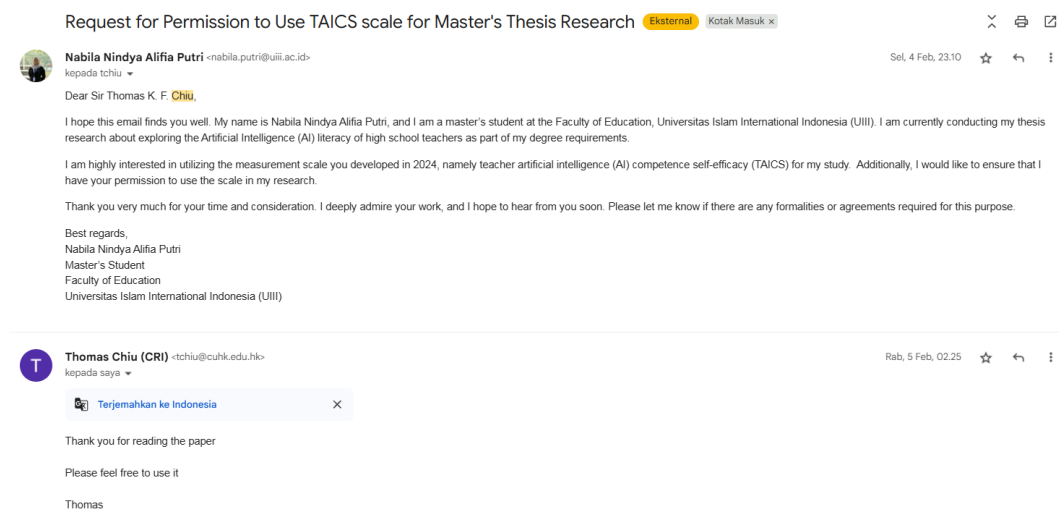 Request for Permission to Use TAICS scale for Master's Thesis Research Eksternal Kotak Masuk ×
Nabila Nindya Alifia Putri <nabila.putri@uiii.ac.id> Sel, 4 Feb, 23.10
kepada tchiu
Dear Sir Thomas K. F. Chiu,
I hope this email finds you well. My name is Nabila Nindya Alifia Putri, and I am a master's student at the Faculty of Education, Universitas Islam International Indonesia (UIII). I am currently conducting my thesis
research about exploring the Artificial Intelligence (AI) literacy of high school teachers as part of my degree requirements.
I am highly interested in utilizing the measurement scale you developed in 2024, namely teacher artificial intelligence (AI) competence self-efficacy (TAICS) for my study. Additionally, I would like to ensure that I
have your permission to use the scale in my research.
Thank you very much for your time and consideration. I deeply admire your work, and I hope to hear from you soon. Please let me know if there are any formalities or agreements required for this purpose.
Best regards,
Nabila Nindya Alifia Putri
Master's Student
Faculty of Education
Universitas Islam International Indonesia (UIII)
T
Thomas Chiu (CRI) <tchiu@cuhk.edu.hk> Rab, 5 Feb, 02.25
kepada saya
Terjemahkan ke Indonesia ×
Thank you for reading the paper
Please feel free to use it
Thomas